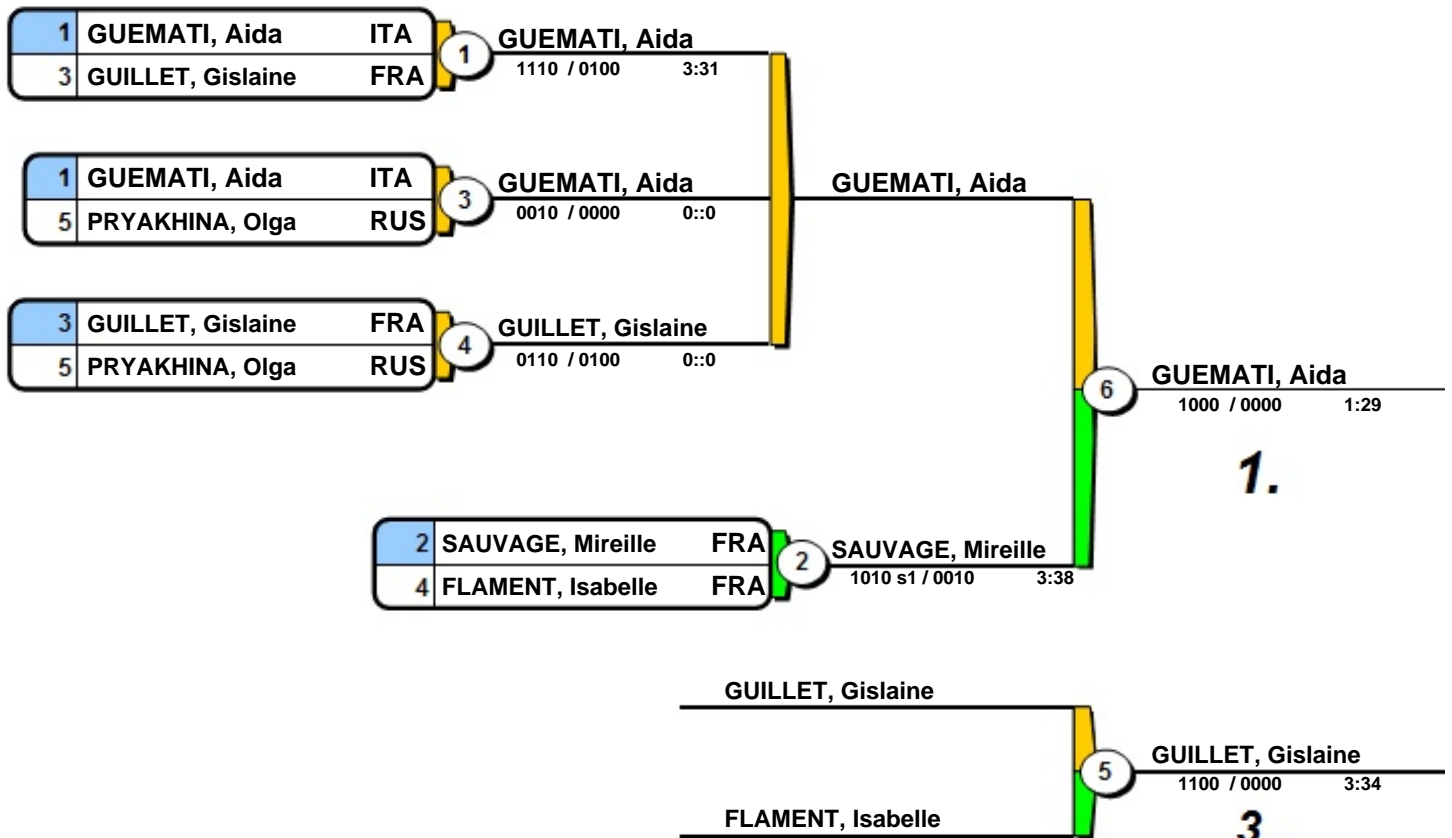 1 GUEMATI, Aida ITA
3 GUILLET, Gislaine FRA
1
GUEMATI, Aida
1110 / 0100 3:31
1 GUEMATI, Aida ITA
5 PRYAKHINA, Olga RUS
3
GUEMATI, Aida
0010 / 0000 0::0
GUEMATI, Aida
3 GUILLET, Gislaine FRA
5 PRYAKHINA, Olga RUS
4
GUILLET, Gislaine
0110 / 0100 0::0
6
GUEMATI, Aida
1000 / 0000 1:29
1.
2 SAUVAGE, Mireille FRA
4 FLAMENT, Isabelle FRA
2
SAUVAGE, Mireille
1010 s1 / 0010 3:38
GUILLET, Gislaine
5
GUILLET, Gislaine
1100 / 0000 3:34
FLAMENT, Isabelle
3